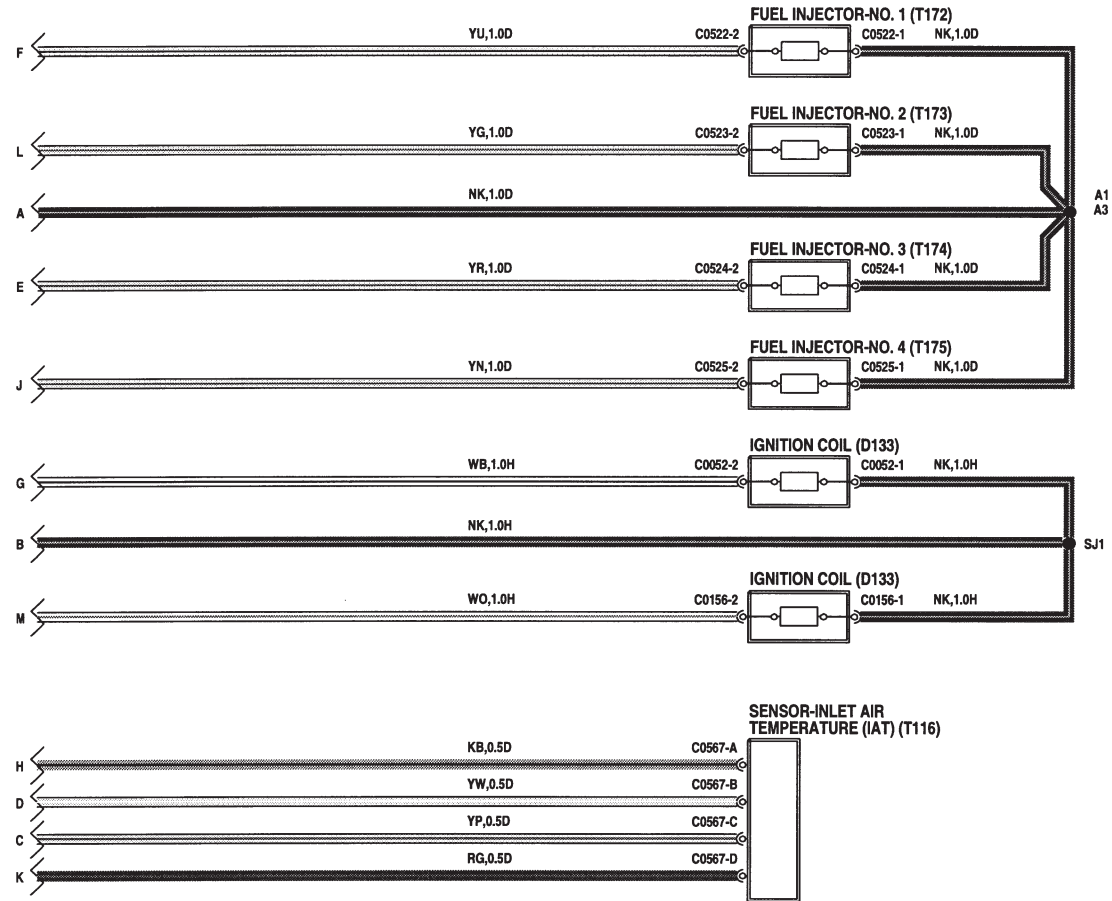 FUEL INJECTOR-NO. 1 (T172)
F YU,1.0D C0522-2 C0522-1 NK,1.0D
FUEL INJECTOR-NO. 2 (T173)
L YG,1.0D C0523-2 C0523-1 NK,1.0D
A NK,1.0D A1
A3
FUEL INJECTOR-NO. 3 (T174)
E YR,1.0D C0524-2 C0524-1 NK,1.0D
FUEL INJECTOR-NO. 4 (T175)
J YN,1.0D C0525-2 C0525-1 NK,1.0D
IGNITION COIL (D133)
G WB,1.0H C0052-2 C0052-1 NK,1.0H
B NK,1.0H SJ1
IGNITION COIL (D133)
M WO,1.0H C0156-2 C0156-1 NK,1.0H
SENSOR-INLET AIR
TEMPERATURE (IAT) (T116)
H KB,0.5D C0567-A
D YW,0.5D C0567-B
C YP,0.5D C0567-C
K RG,0.5D C0567-D